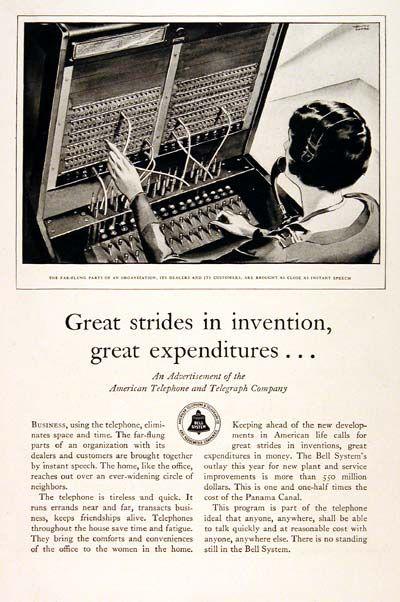 THE FAR-FLUNG PARTS OF AN ORGANIZATION, ITS DEALERS AND ITS CUSTOMERS, ARE BROUGHT AS CLOSE AS INSTANT SPEECH
Great strides in invention,
great expenditures . . .
An Advertisement of the
American Telephone and Telegraph Company
BUSINESS, using the telephone, elimi-
nates space and time. The far-flung
parts of an organization with its
dealers and customers are brought together
by instant speech. The home, like the office,
reaches out over an ever-widening circle of
neighbors.
The telephone is tireless and quick. It
runs errands near and far, transacts busi-
ness, keeps friendships alive. Telephones
throughout the house save time and fatigue.
They bring the comforts and conveniences
of the office to the women in the home.
BELL
SYSTEM
Keeping ahead of the new develop-
ments in American life calls for
great strides in inventions, great
expenditures in money. The Bell System's
outlay this year for new plant and service
improvements is more than 550 million
dollars. This is one and one-half times the
cost of the Panama Canal.
This program is part of the telephone
ideal that anyone, anywhere, shall be able
to talk quickly and at reasonable cost with
anyone, anywhere else. There is no standing
still in the Bell System.